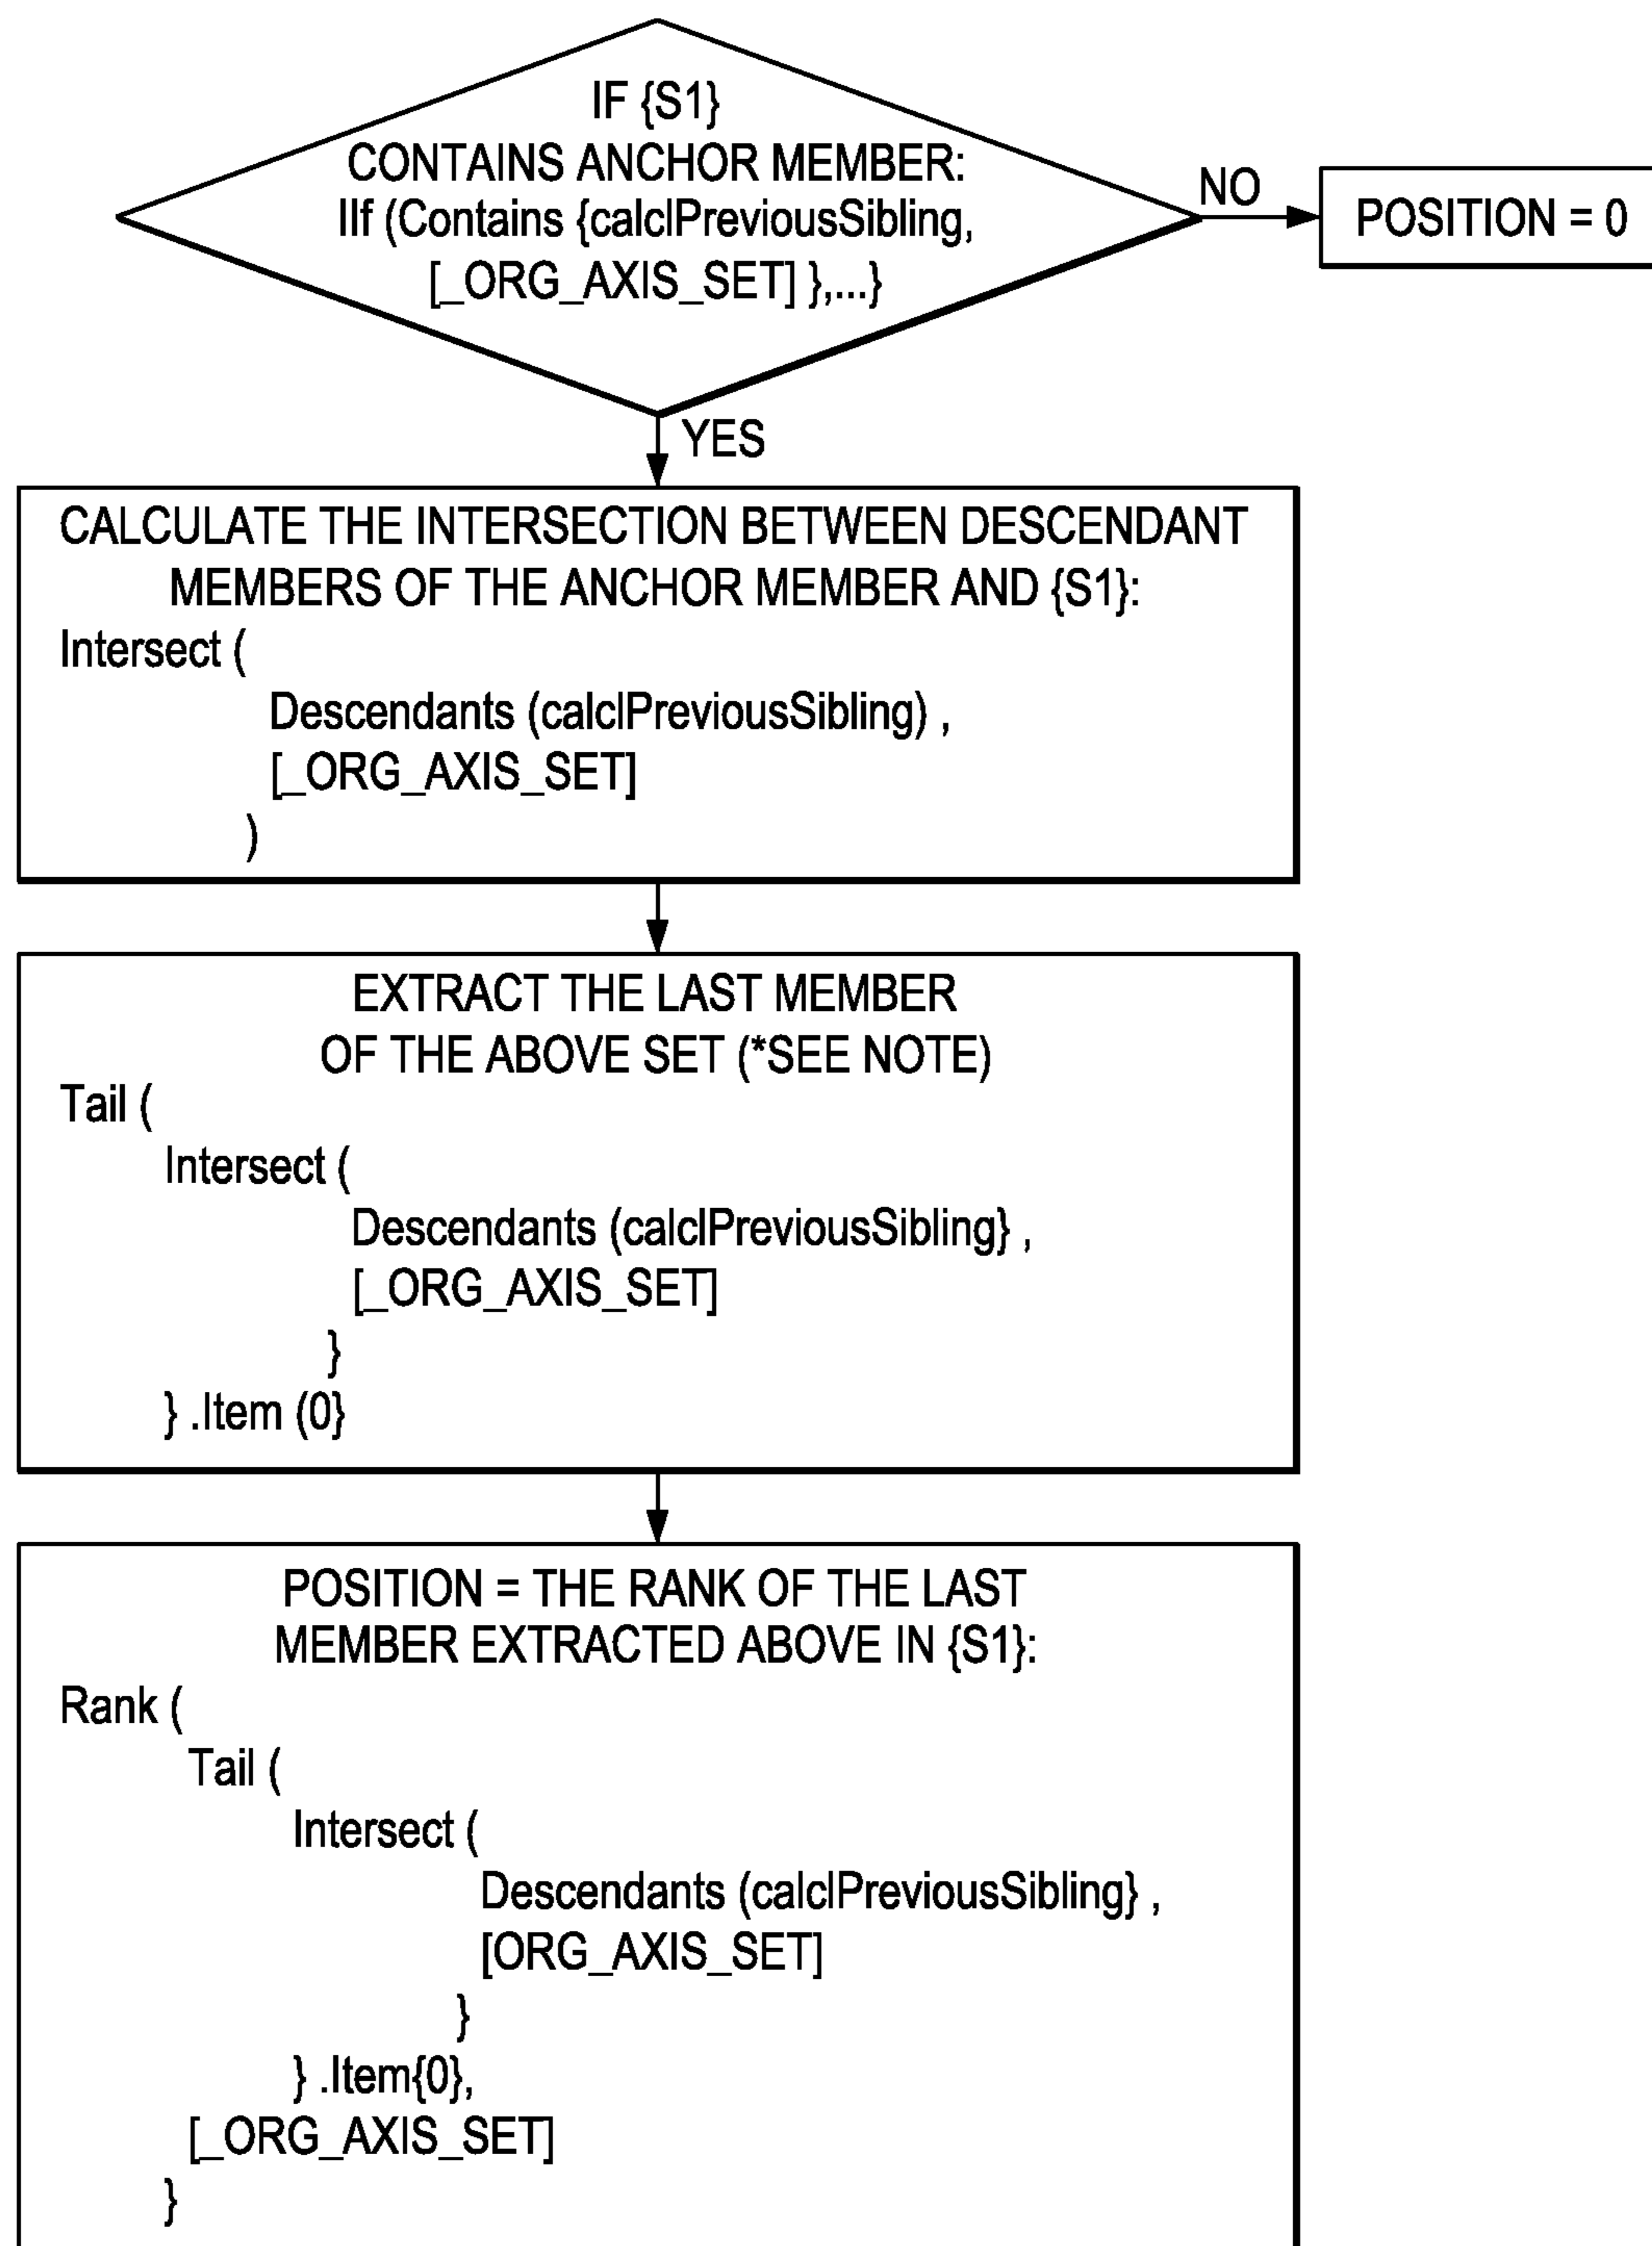 IF {S1}
CONTAINS ANCHOR MEMBER:
IIf (Contains {calclPreviousSibling,
[_ORG_AXIS_SET] },...}
NO
POSITION = 0
YES
CALCULATE THE INTERSECTION BETWEEN DESCENDANT
MEMBERS OF THE ANCHOR MEMBER AND {S1}:
Intersect (
Descendants (calclPreviousSibling) ,
[_ORG_AXIS_SET]
)
EXTRACT THE LAST MEMBER
OF THE ABOVE SET (*SEE NOTE)
Tail (
Intersect (
Descendants (calclPreviousSibling} ,
[_ORG_AXIS_SET]
}
} .Item (0}
POSITION = THE RANK OF THE LAST
MEMBER EXTRACTED ABOVE IN {S1}:
Rank (
Tail (
Intersect (
Descendants (calclPreviousSibling} ,
[ORG_AXIS_SET]
}
} .Item{0},
[_ORG_AXIS_SET]
}